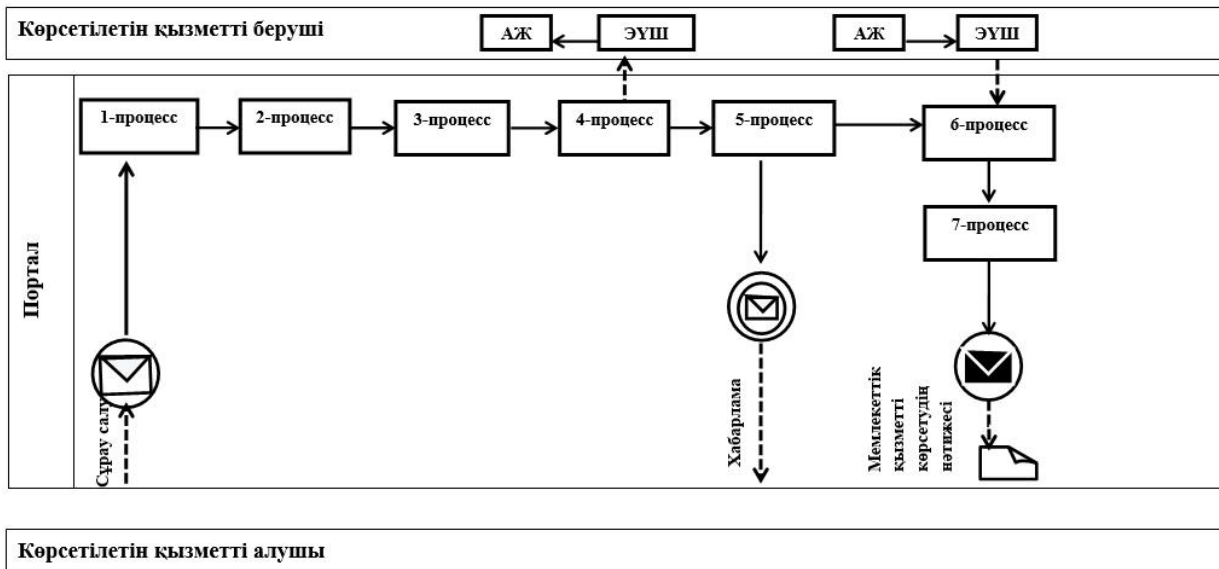 Көрсетілетін қызметті беруші
АЖ
ЭҮШ
АЖ
ЭҮШ
Портал
1-процесс
2-процесс
3-процесс
4-процесс
5-процесс
6-процесс
7-процесс
Сұрау салу
Хабарлама
Мемлекеттік
қызметті
көрсетудің
нәтижесі
Көрсетілетін қызметті алушы